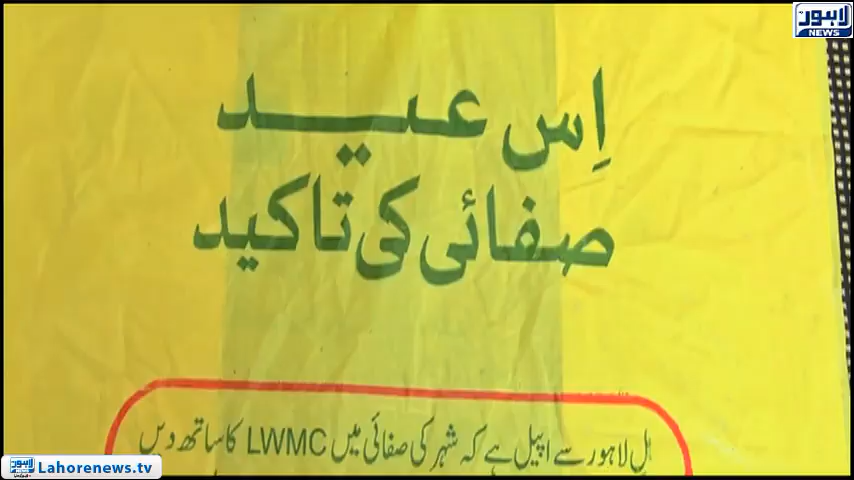 لاہور
NEWS
اِس عید
صفائی کی تاکید
اہلِ لاہور سے اپیل ہے کہ شہر کی صفائی میں LWMC کا ساتھ دیں
لاہور
Lahorenews.tv